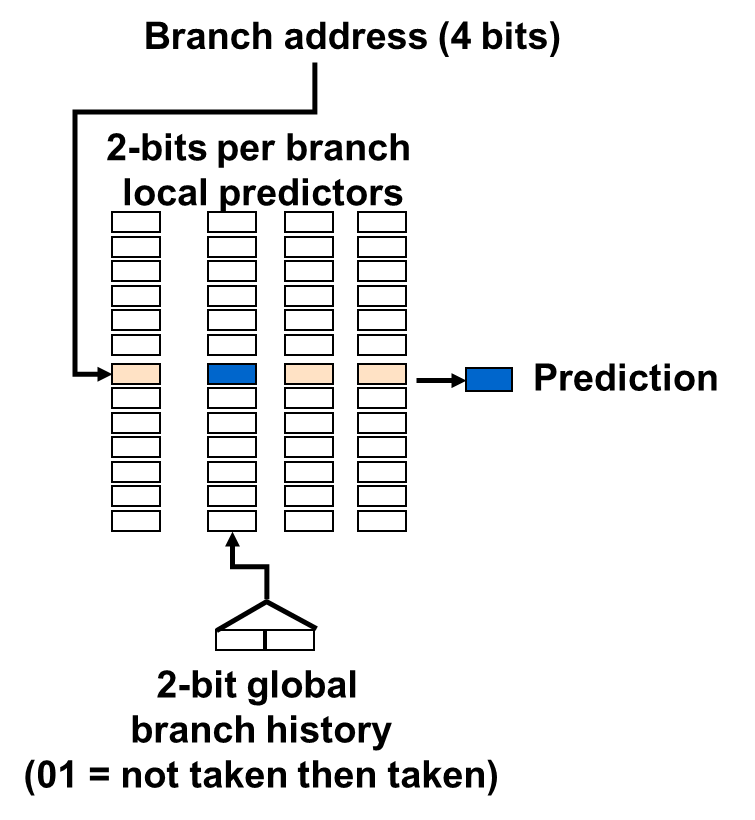 Branch address (4 bits)
2-bits per branch
local predictors
Prediction
2-bit global
branch history
(01 = not taken then taken)